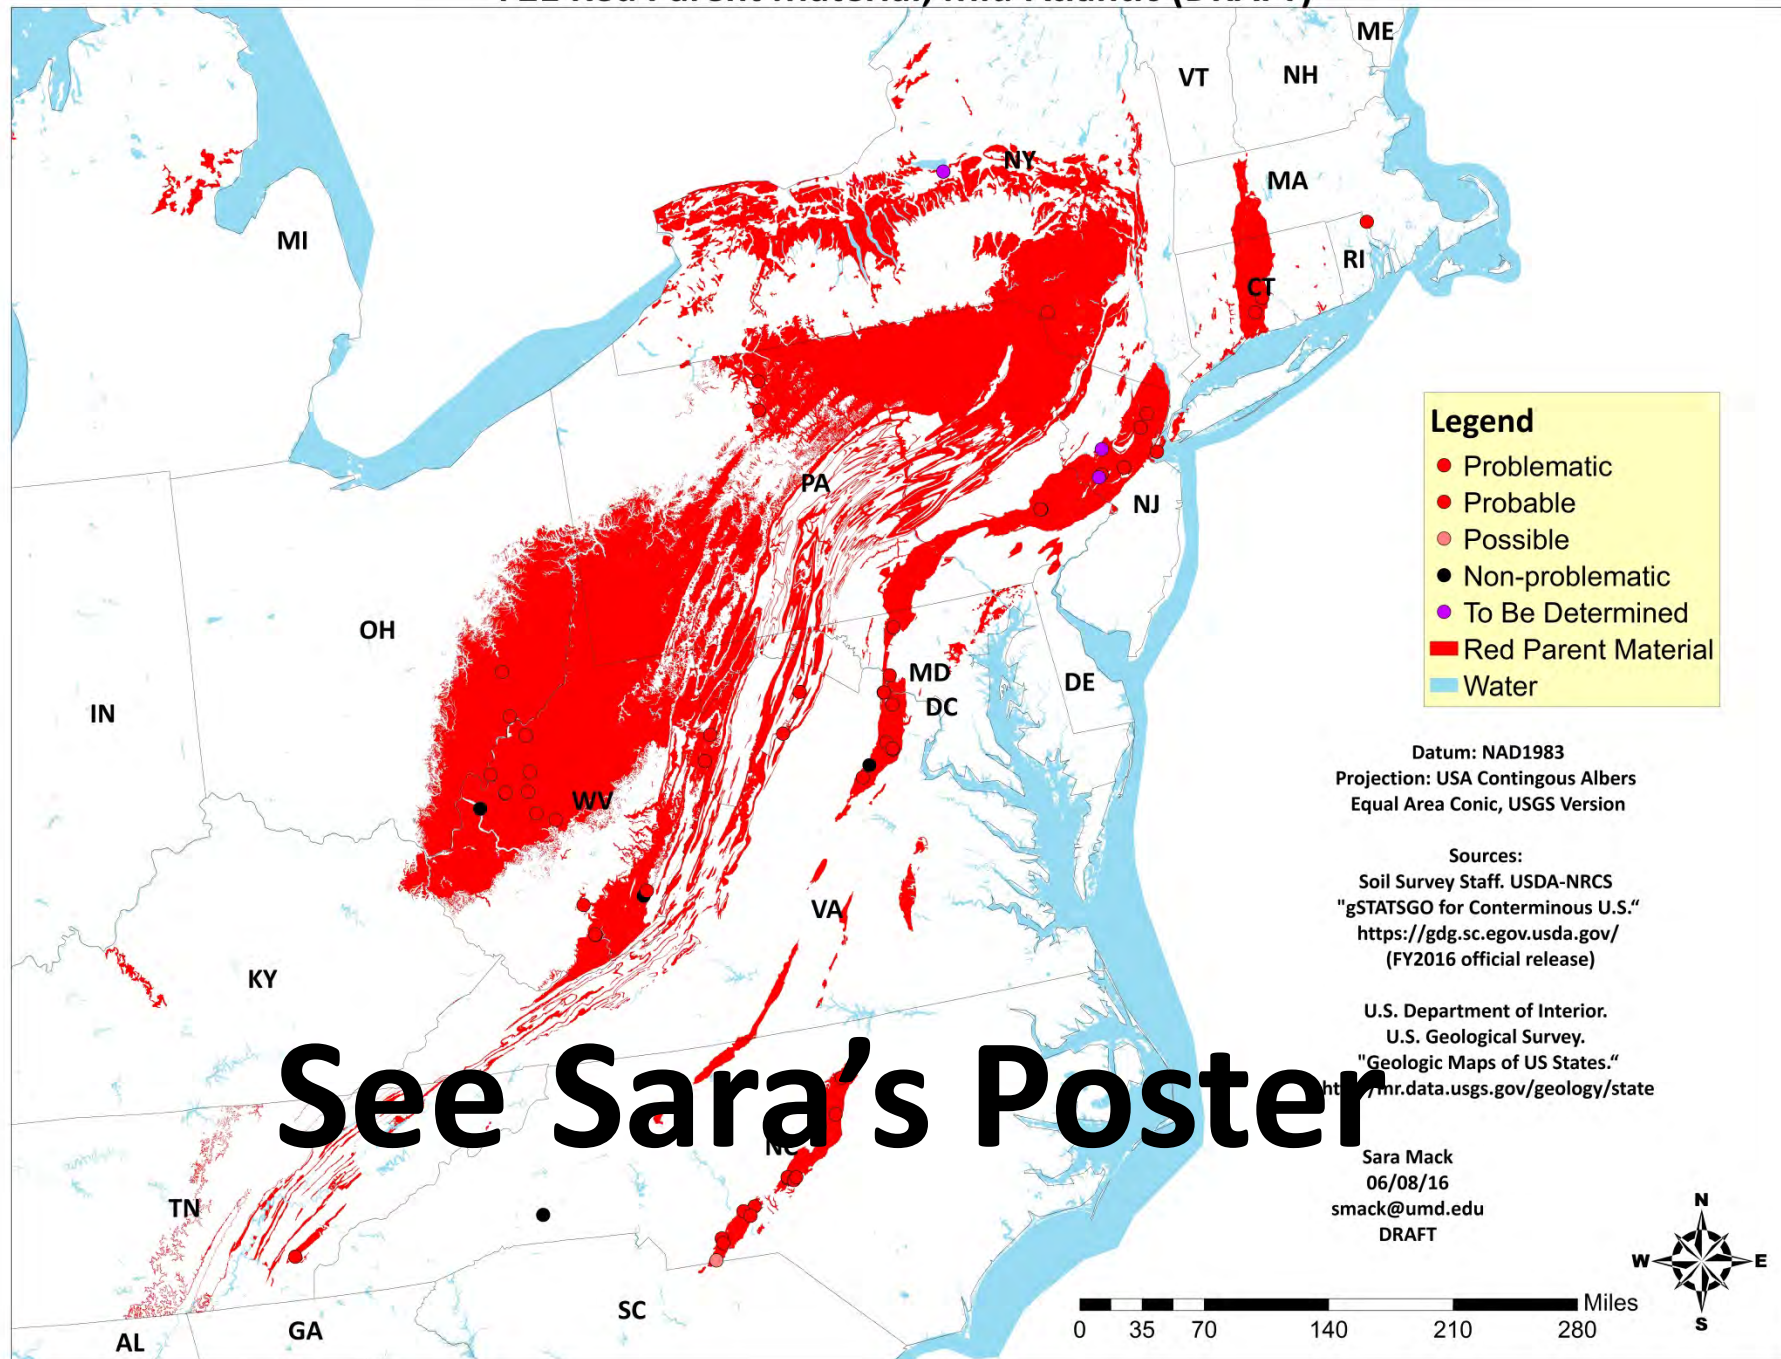 ME
VT
NH
NY
MA
MI
RI
CT
PA
NJ
OH
MD
DE
DC
IN
WV
VA
KY
NC
TN
SC
GA
AL
See Sara's Poster
Legend
Problematic
Probable
Possible
Non-problematic
To Be Determined
Red Parent Material
Water
Datum: NAD1983
Projection: USA Contingous Albers
Equal Area Conic, USGS Version
Sources:
Soil Survey Staff. USDA-NRCS
"gSTATSGO for Conterminous U.S.“
https://gdg.sc.egov.usda.gov/
(FY2016 official release)
U.S. Department of Interior.
U.S. Geological Survey.
"Geologic Maps of US States.“
mr.data.usgs.gov/geology/state
Sara Mack
06/08/16
smack@umd.edu
DRAFT
N
W
E
S
Miles
0 35 70 140 210 280